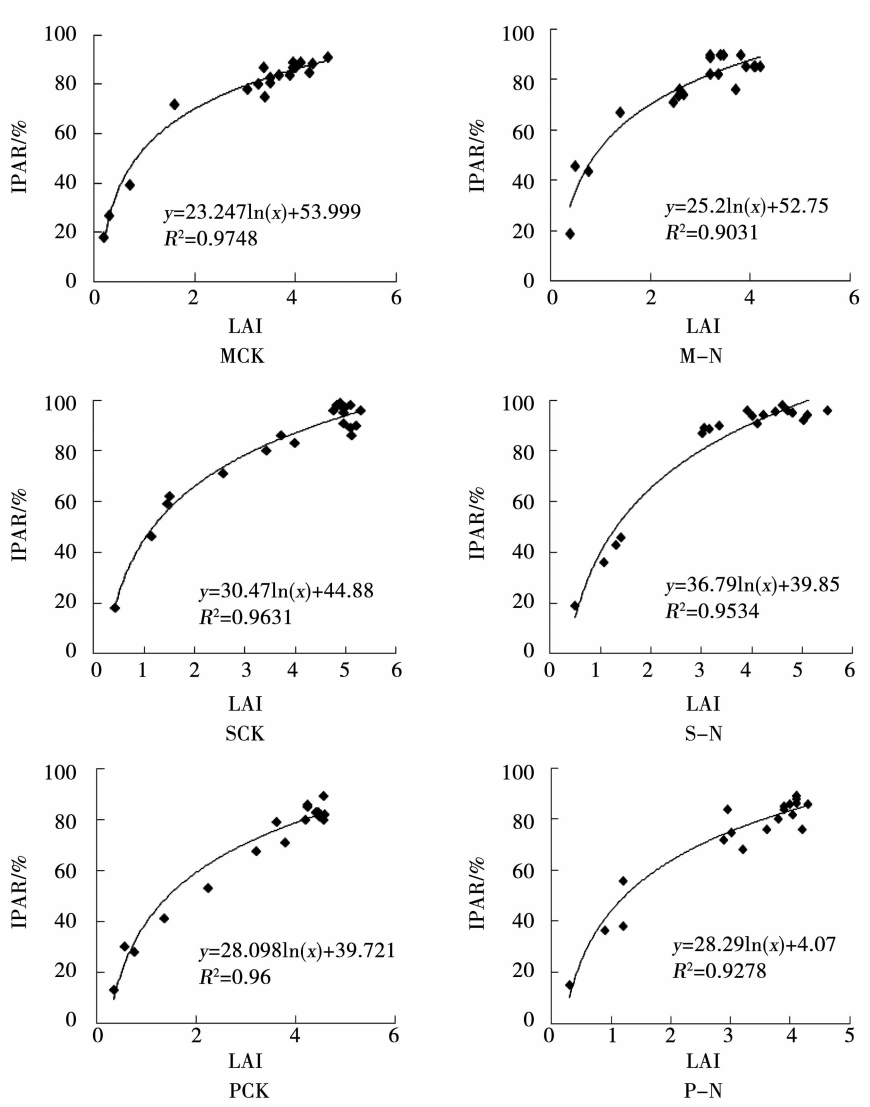 100
80
60
40
20
0
IPAR/%
y=23.247ln(x)+53.999
R²=0.9748
0 2 4 6
LAI
MCK
100
80
60
40
20
0
IPAR/%
y=25.2ln(x)+52.75
R²=0.9031
0 2 4 6
LAI
M-N
100
80
60
40
20
0
IPAR/%
y=30.47ln(x)+44.88
R²=0.9631
0 1 2 3 4 5 6
LAI
SCK
100
80
60
40
20
0
IPAR/%
y=36.79ln(x)+39.85
R²=0.9534
0 1 2 3 4 5 6
LAI
S-N
100
80
60
40
20
0
IPAR/%
y=28.098ln(x)+39.721
R²=0.96
0 2 4 6
LAI
PCK
100
80
60
40
20
0
IPAR/%
y=28.29ln(x)+4.07
R²=0.9278
0 1 2 3 4 5
LAI
P-N